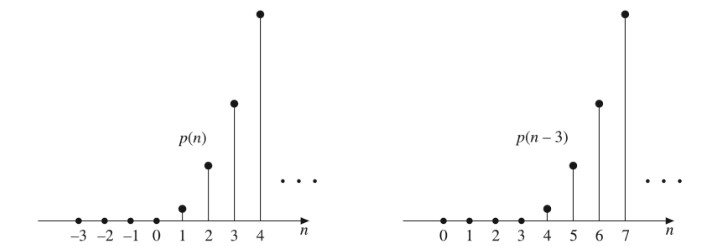 p(n)
p(n – 3)
–3 –2 –1 0 1 2 3 4 n
0 1 2 3 4 5 6 7 n